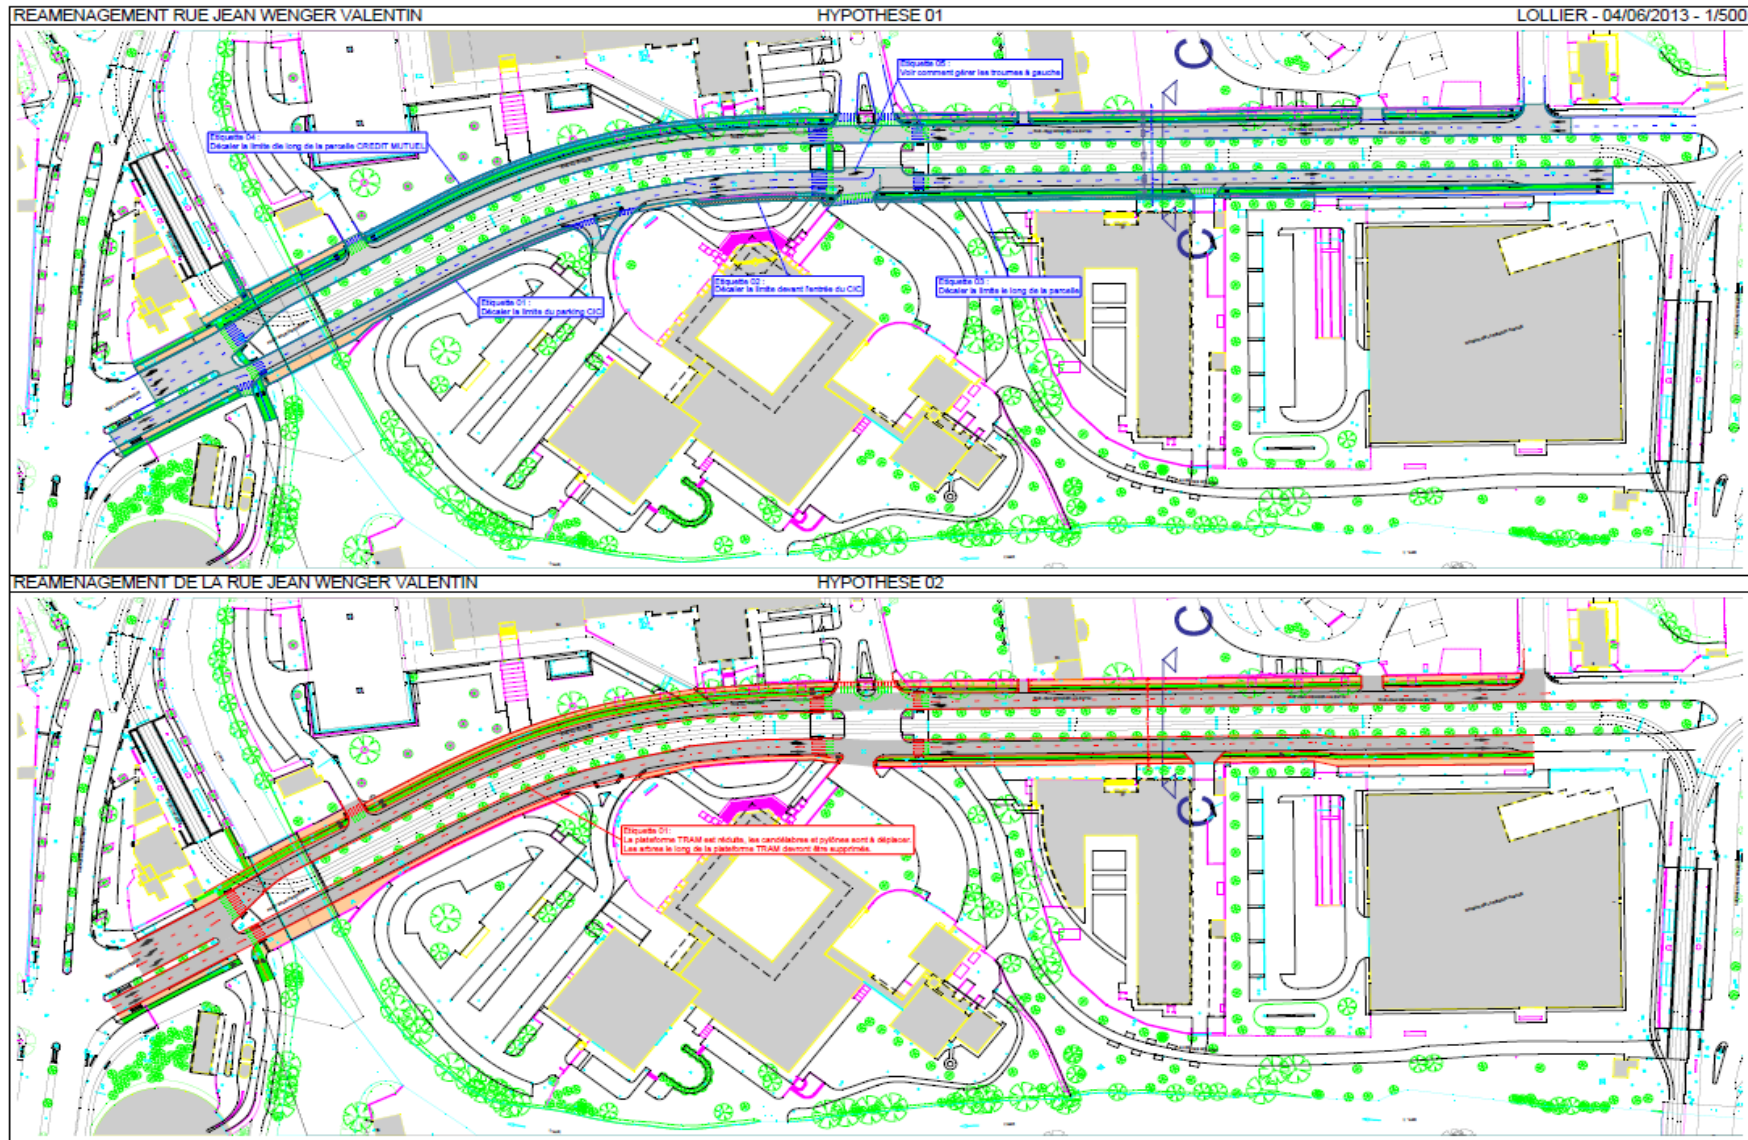 REAMENAGEMENT RUE JEAN WENGER VALENTIN
HYPOTHESE 01
LOLLIER - 04/06/2013 - 1/500
Etiquette 05 :
Voir comment gérer les tournes à gauche
C
Etiquette 04 :
Décaler la limite dle long de la parcelle CREDIT MUTUEL
C
Etiquette 02 :
Décaler la limite devant l'entrée du CIC
Etiquette 03 :
Décaler la limite le long de la parcelle
Etiquette 01 :
Décaler la limite du parking CIC
REAMENAGEMENT DE LA RUE JEAN WENGER VALENTIN
HYPOTHESE 02
C
C
Etiquette 01:
La plateforme TRAM est réduits, les candélabres et pylônes sont à déplacer.
Les arbres le long de la plateforme TRAM devront être supprimés.